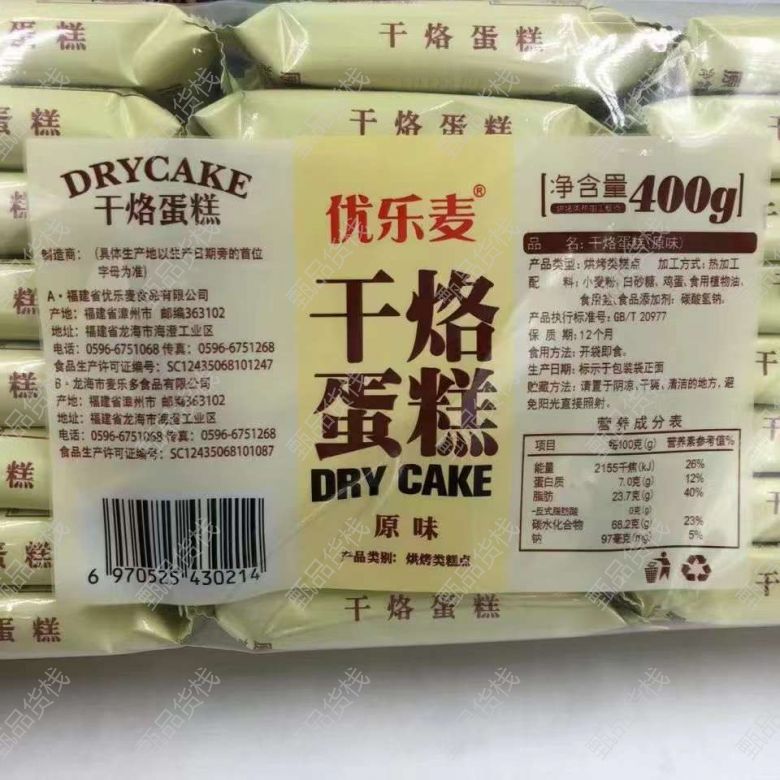 干烙蛋糕
干烙蛋糕
DRYCAKE
干烙蛋糕
制造商：(具体生产地以生产日期旁的首位
字母为准)
A·福建省优乐麦食品有限公司
产地：福建省漳州市 邮编363102
地址：福建省龙海市海澄工业区
电话：0596-6751068 传真：0596-6751268
食品生产许可证编号：SC12435068101247
B·龙海市麦乐多食品有限公司
产地：福建省漳州市 邮编363102
地址：福建省龙海市海澄工业区
电话：0596-6751068 传真：0596-6751268
食品生产许可证编号：SC12435068101087
6 970525 430214
优乐麦®
干烙
蛋糕
DRY CAKE
原味
产品类别：烘烤类糕点
净含量400g
品 名：干烙蛋糕(原味)
产品类型：烘烤类糕点 加工方式：热加工
配 料：小麦粉,白砂糖,鸡蛋,食用植物油,
食用盐,食品添加剂：碳酸氢钠.
产品执行标准号：GB/T 20977
保 质 期：12个月
食用方法：开袋即食。
生产日期：标示于包装袋正面
贮藏方法：请置于阴凉,干燥,清洁的地方,避
免阳光直接照射.
营养成分表
项目 每100克(g) 营养素参考值%
能量 2155千焦(kJ) 26%
蛋白质 7.0克(g) 12%
脂肪 23.7克(g) 40%
-反式脂肪酸 0克(g)
碳水化合物 68.2克(g) 23%
钠 97毫克(mg) 5%
干烙蛋糕
甄品货栈